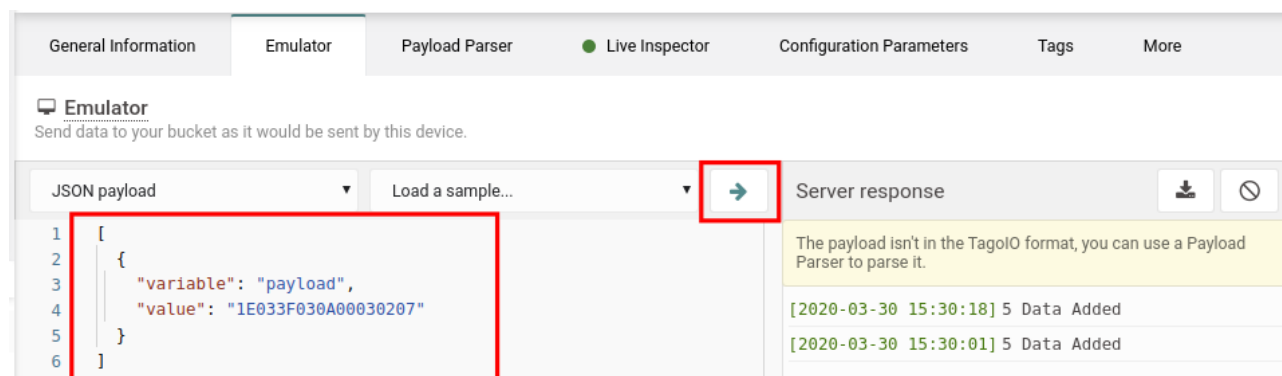 General Information Emulator Payload Parser Live Inspector Configuration Parameters Tags More
Emulator
Send data to your bucket as it would be sent by this device.
JSON payload Load a sample... Server response
1 [
2 {
3 "variable": "payload",
4 "value": "1E033F030A00030207"
5 }
6 ]
The payload isn't in the TagoIO format, you can use a Payload
Parser to parse it.
[2020-03-30 15:30:18] 5 Data Added
[2020-03-30 15:30:01] 5 Data Added